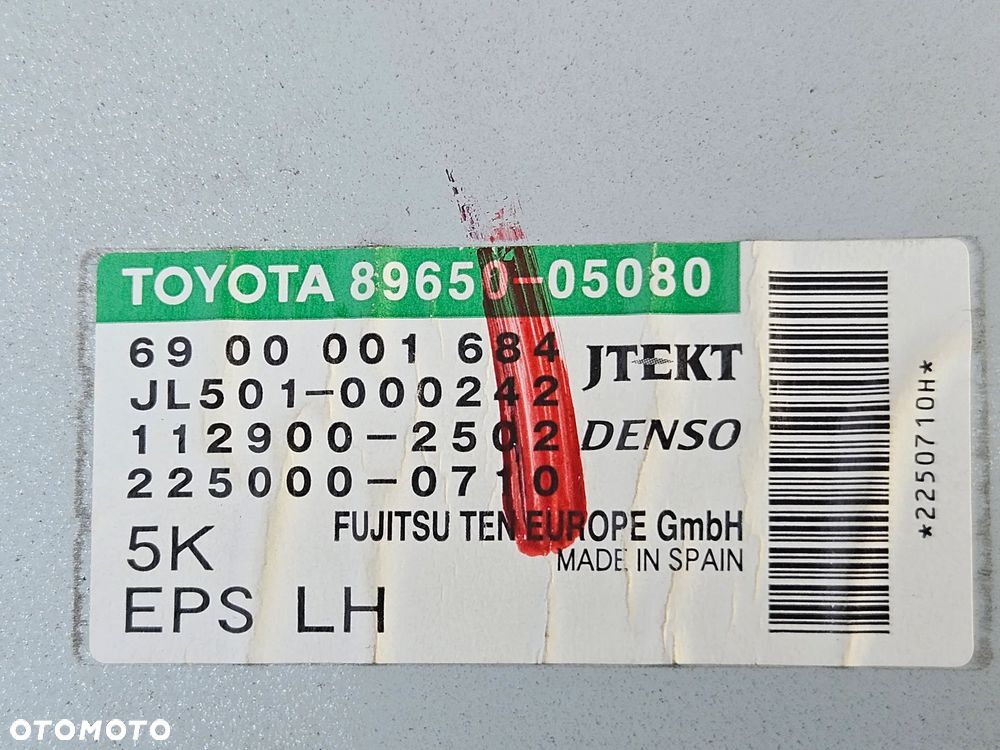 TOYOTA 89650-05080
69 00 001 684
JL501-000242
JTEKT
112900-2502
DENSO
225000-0710
FUJITSU TEN EUROPE GmbH
5K
MADE IN SPAIN
EPS LH
*2250710H*
OTOMOTO